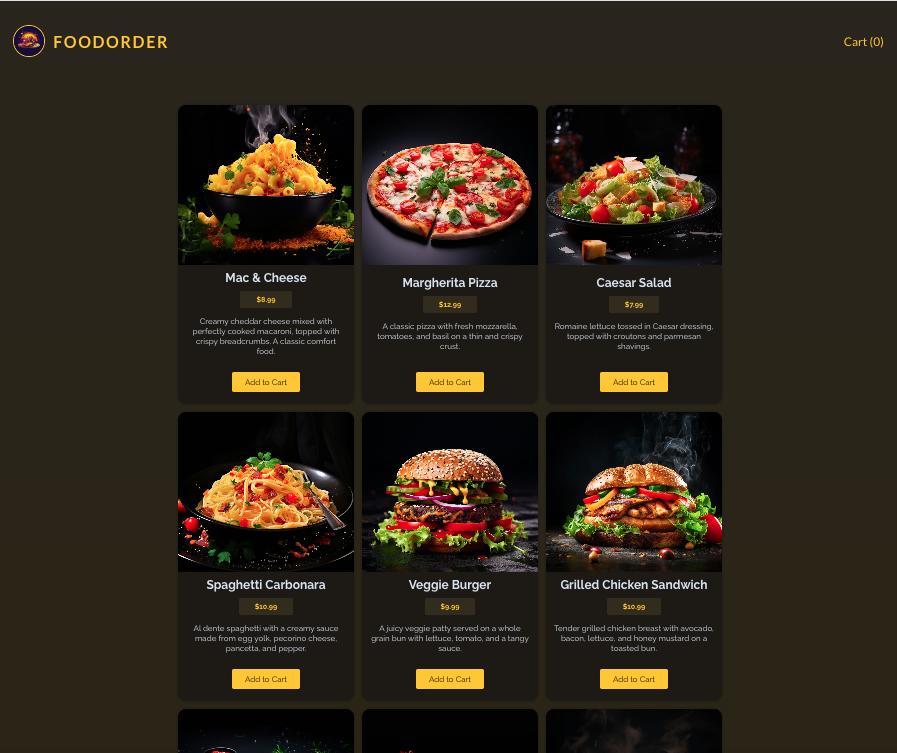 FOODORDER
Cart (0)
Mac & Cheese
$8.99
Creamy cheddar cheese mixed with
perfectly cooked macaroni, topped with
crispy breadcrumbs. A classic comfort
food.
Add to Cart
Margherita Pizza
$12.99
A classic pizza with fresh mozzarella,
tomatoes, and basil on a thin and crispy
crust.
Add to Cart
Caesar Salad
$7.99
Romaine lettuce tossed in Caesar dressing,
topped with croutons and parmesan
shavings.
Add to Cart
Spaghetti Carbonara
$10.99
Al dente spaghetti with a creamy sauce
made from egg yolk, pecorino cheese,
pancetta, and pepper.
Add to Cart
Veggie Burger
$9.99
A juicy veggie patty served on a whole
grain bun with lettuce, tomato, and a tangy
sauce.
Add to Cart
Grilled Chicken Sandwich
$10.99
Tender grilled chicken breast with avocado,
bacon, lettuce, and honey mustard on a
toasted bun.
Add to Cart